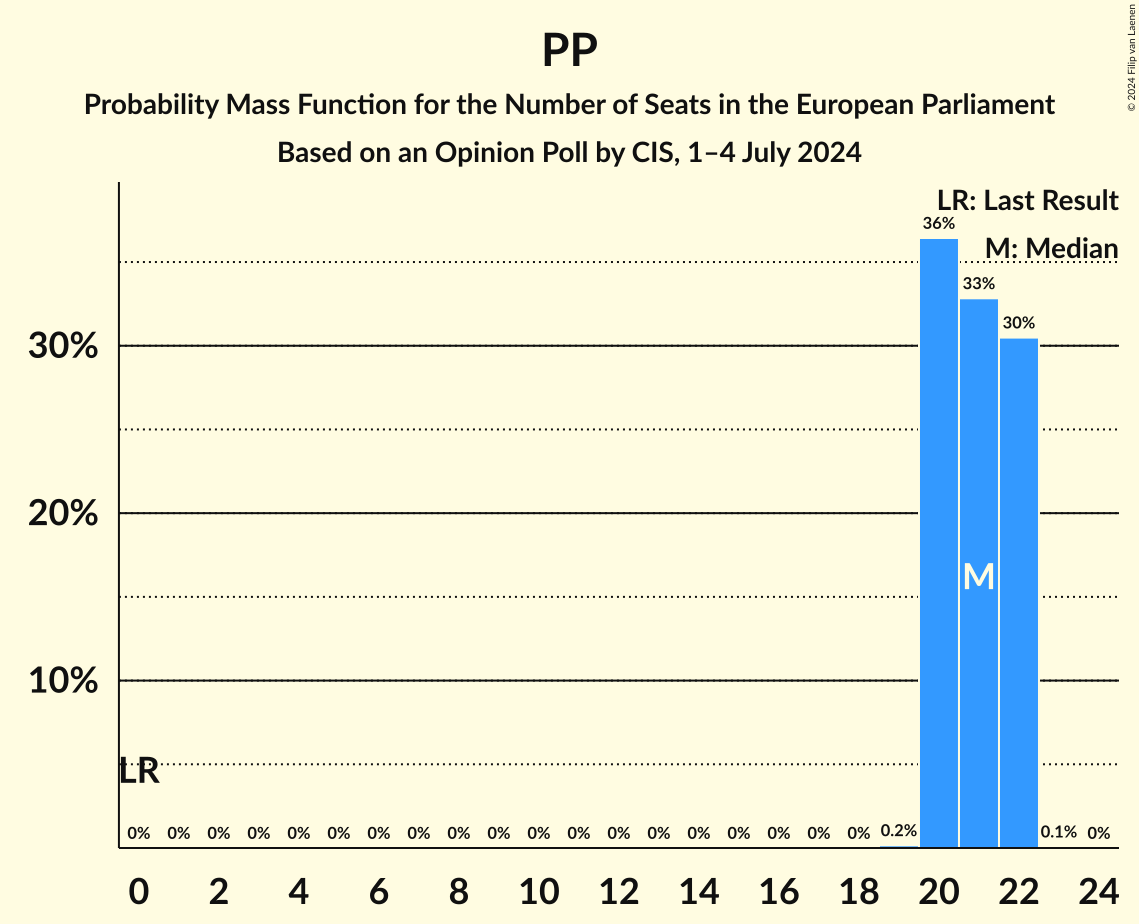 PP
Probability Mass Function for the Number of Seats in the European Parliament
Based on an Opinion Poll by CIS, 1–4 July 2024
© 2024 Filip van Laenen
LR: Last Result
M: Median
36%
33%
30%
30%
20%
10%
M
LR
0% 0% 0% 0% 0% 0% 0% 0% 0% 0% 0% 0% 0% 0% 0% 0% 0% 0% 0% 0.2% 0.1% 0%
0 2 4 6 8 10 12 14 16 18 20 22 24